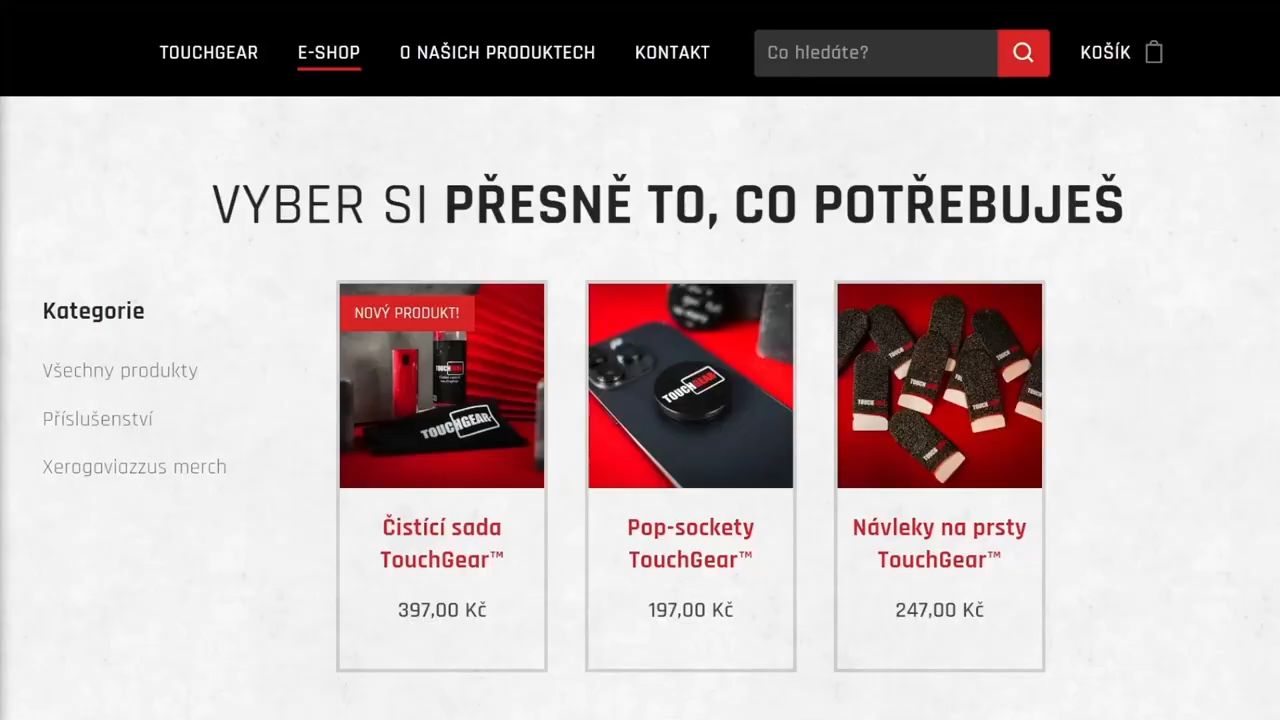 TOUCHGEAR E-SHOP O NAŠICH PRODUKTECH KONTAKT Co hledáte? KOŠÍK
VYBER SI PŘESNĚ TO, CO POTŘEBUJEŠ
Kategorie
Všechny produkty
Příslušenství
Xerogaviazzus merch
NOVÝ PRODUKT!
TOUCHGEAR
TOUCHGEAR
Čistící sada
TouchGear™
397,00 Kč
TOUCHGEAR
Pop-sockety
TouchGear™
197,00 Kč
TOUCHGEAR
Návleky na prsty
TouchGear™
247,00 Kč